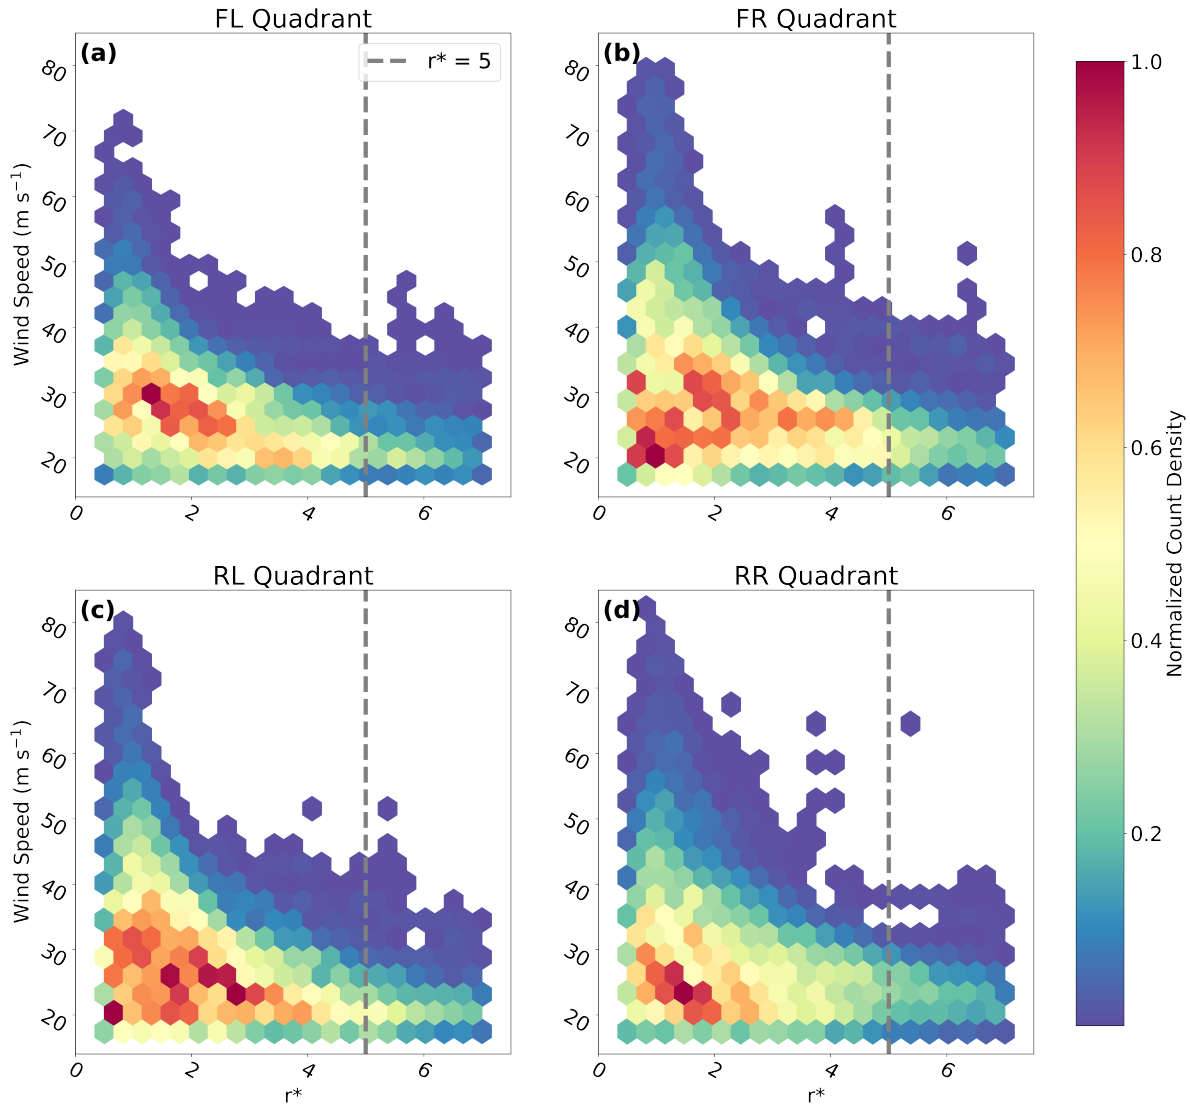 FL Quadrant
FR Quadrant
(a)
r* = 5
(b)
80
70
60
50
40
30
20
Wind Speed (m s⁻¹)
0 2 4 6
80
70
60
50
40
30
20
0 2 4 6
RL Quadrant
RR Quadrant
(c)
(d)
80
70
60
50
40
30
20
Wind Speed (m s⁻¹)
0 2 4 6
r*
80
70
60
50
40
30
20
0 2 4 6
r*
1.0
0.8
0.6
0.4
0.2
Normalized Count Density